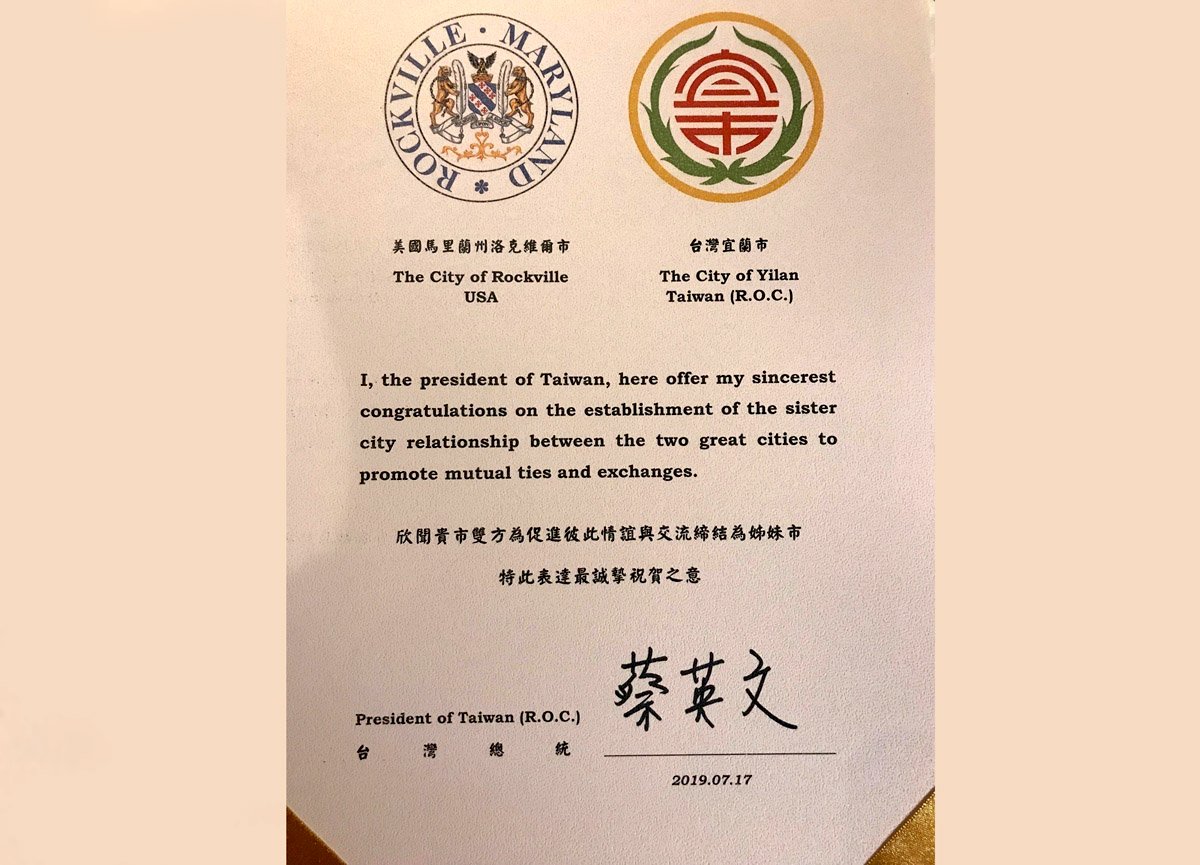 ROCKVILLE · MARYLAND
美國馬里蘭州洛克維爾市
The City of Rockville
USA
台灣宜蘭市
The City of Yilan
Taiwan (R.O.C.)
I, the president of Taiwan, here offer my sincerest
congratulations on the establishment of the sister
city relationship between the two great cities to
promote mutual ties and exchanges.
欣聞貴市雙方為促進彼此情誼與交流締結為姊妹市
特此表達最誠摯祝賀之意
蔡英文
President of Taiwan (R.O.C.)
台灣總統
2019.07.17